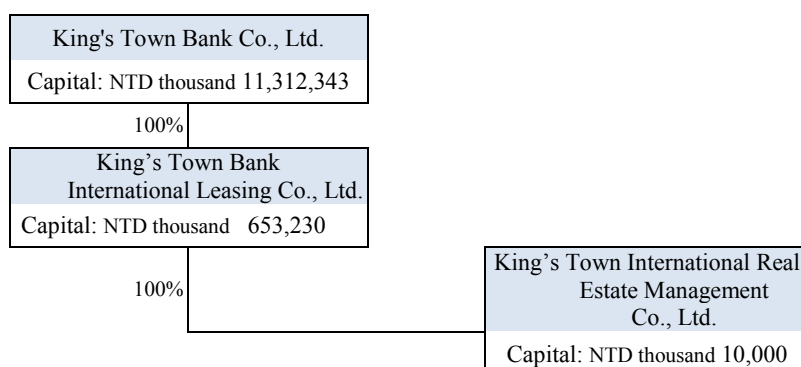 King's Town Bank Co., Ltd.
Capital: NTD thousand 11,312,343
100%
King’s Town Bank
International Leasing Co., Ltd.
Capital: NTD thousand 653,230
100%
King’s Town International Real
Estate Management
Co., Ltd.
Capital: NTD thousand 10,000